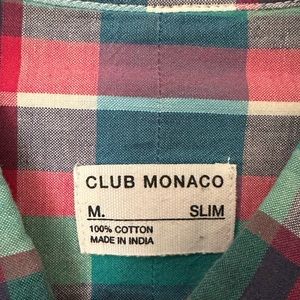 CLUB MONACO
M. SLIM
100% COTTON
MADE IN INDIA